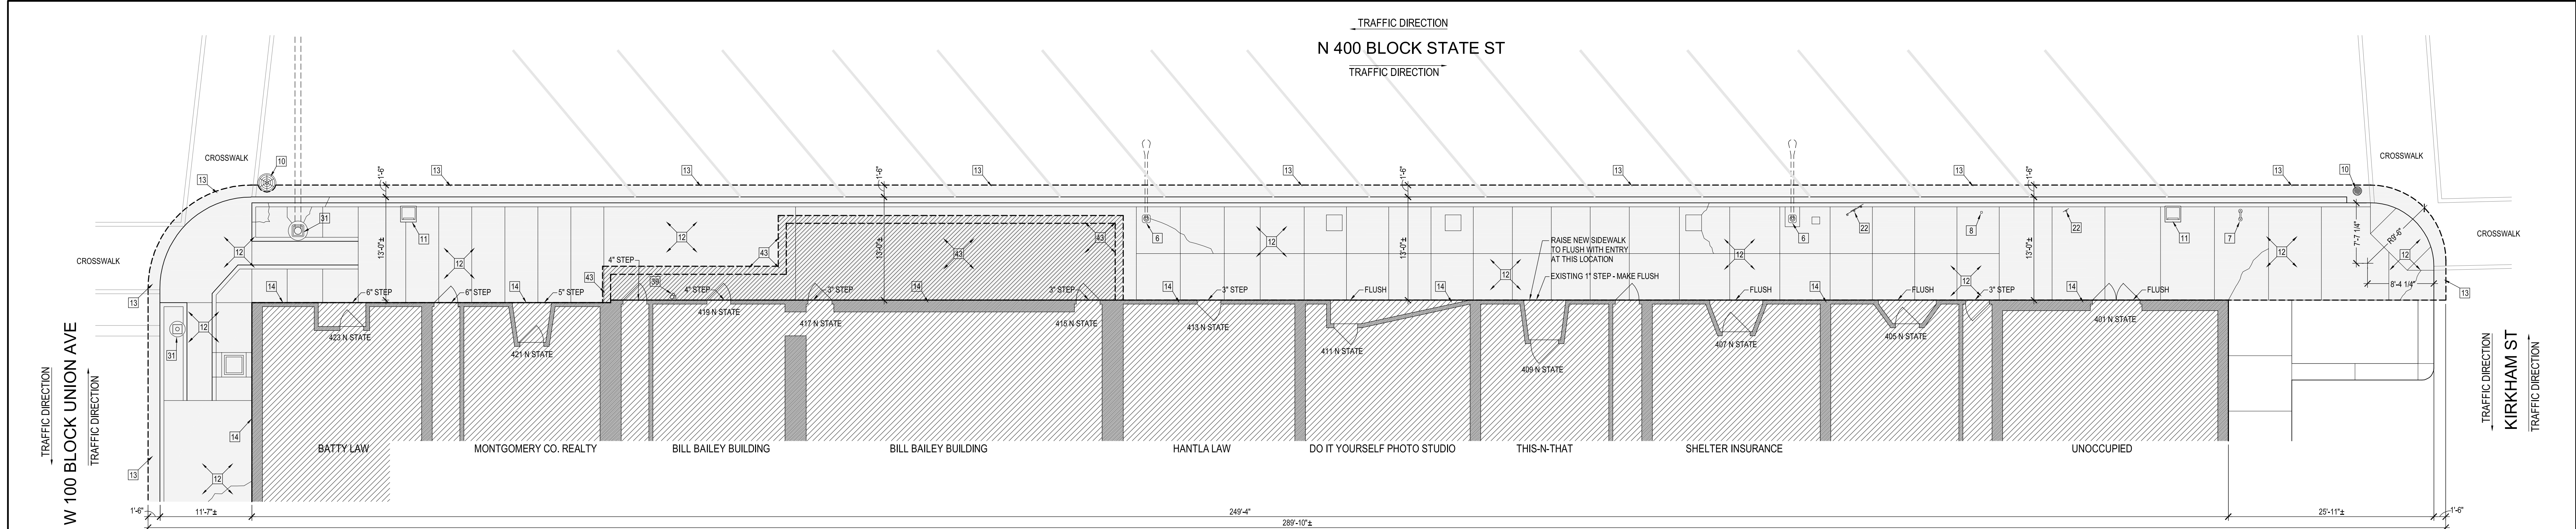 TRAFFIC DIRECTION
N 400 BLOCK STATE ST
TRAFFIC DIRECTION
CROSSWALK
CROSSWALK
10
13
13
13
13
13
13
13
13
10
1'-6"
1'-6"
1'-6"
1'-6"
31
11
12
12
13'-0"±
12
43
43
13'-0"±
43
6
12
13'-0"±
RAISE NEW SIDEWALK
TO FLUSH WITH ENTRY
AT THIS LOCATION
EXISTING 1" STEP - MAKE FLUSH
12
12
6
22
8
22
13'-0"±
12
11
7
12
7'-7 1/4"
R9'-6"
12
8'-4 1/4"
13
CROSSWALK
CROSSWALK
13
14
6" STEP
6" STEP
14
5" STEP
43
4" STEP
39
4" STEP
3" STEP
14
3" STEP
14
3" STEP
FLUSH
14
FLUSH
14
FLUSH
3" STEP
14
FLUSH
423 N STATE
421 N STATE
419 N STATE
417 N STATE
415 N STATE
413 N STATE
411 N STATE
409 N STATE
407 N STATE
405 N STATE
401 N STATE
12
31
14
13
12
BATTY LAW
MONTGOMERY CO. REALTY
BILL BAILEY BUILDING
BILL BAILEY BUILDING
HANTLA LAW
DO IT YOURSELF PHOTO STUDIO
THIS-N-THAT
SHELTER INSURANCE
UNOCCUPIED
TRAFFIC DIRECTION
W 100 BLOCK UNION AVE
TRAFFIC DIRECTION
TRAFFIC DIRECTION
KIRKHAM ST
TRAFFIC DIRECTION
1'-6"
11'-7"±
249'-4"
25'-11"±
1'-6"
289'-10"±